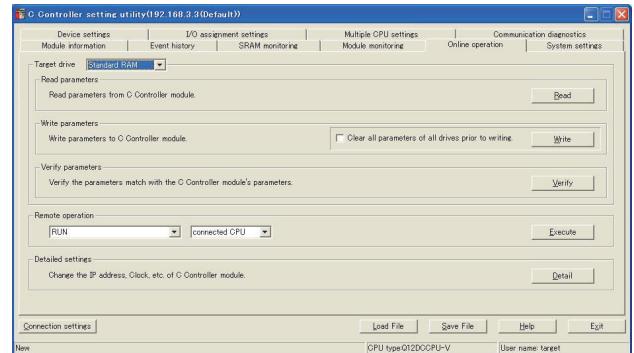 C Controller setting utility(192.168.3.3(Default))
Device settings I/O assignment settings Multiple CPU settings Communication diagnostics
Module information Event history SRAM monitoring Module monitoring Online operation System settings
Target drive Standard RAM
Read parameters
Read parameters from C Controller module. Read
Write parameters
Write parameters to C Controller module. Clear all parameters of all drives prior to writing. Write
Verify parameters
Verify the parameters match with the C Controller module's parameters. Verify
Remote operation
RUN connected CPU Execute
Detailed settings
Change the IP address, Clock, etc. of C Controller module. Detail
Connection settings Load File Save File Help Exit
New CPU type:Q12DCCPU-V User name: target